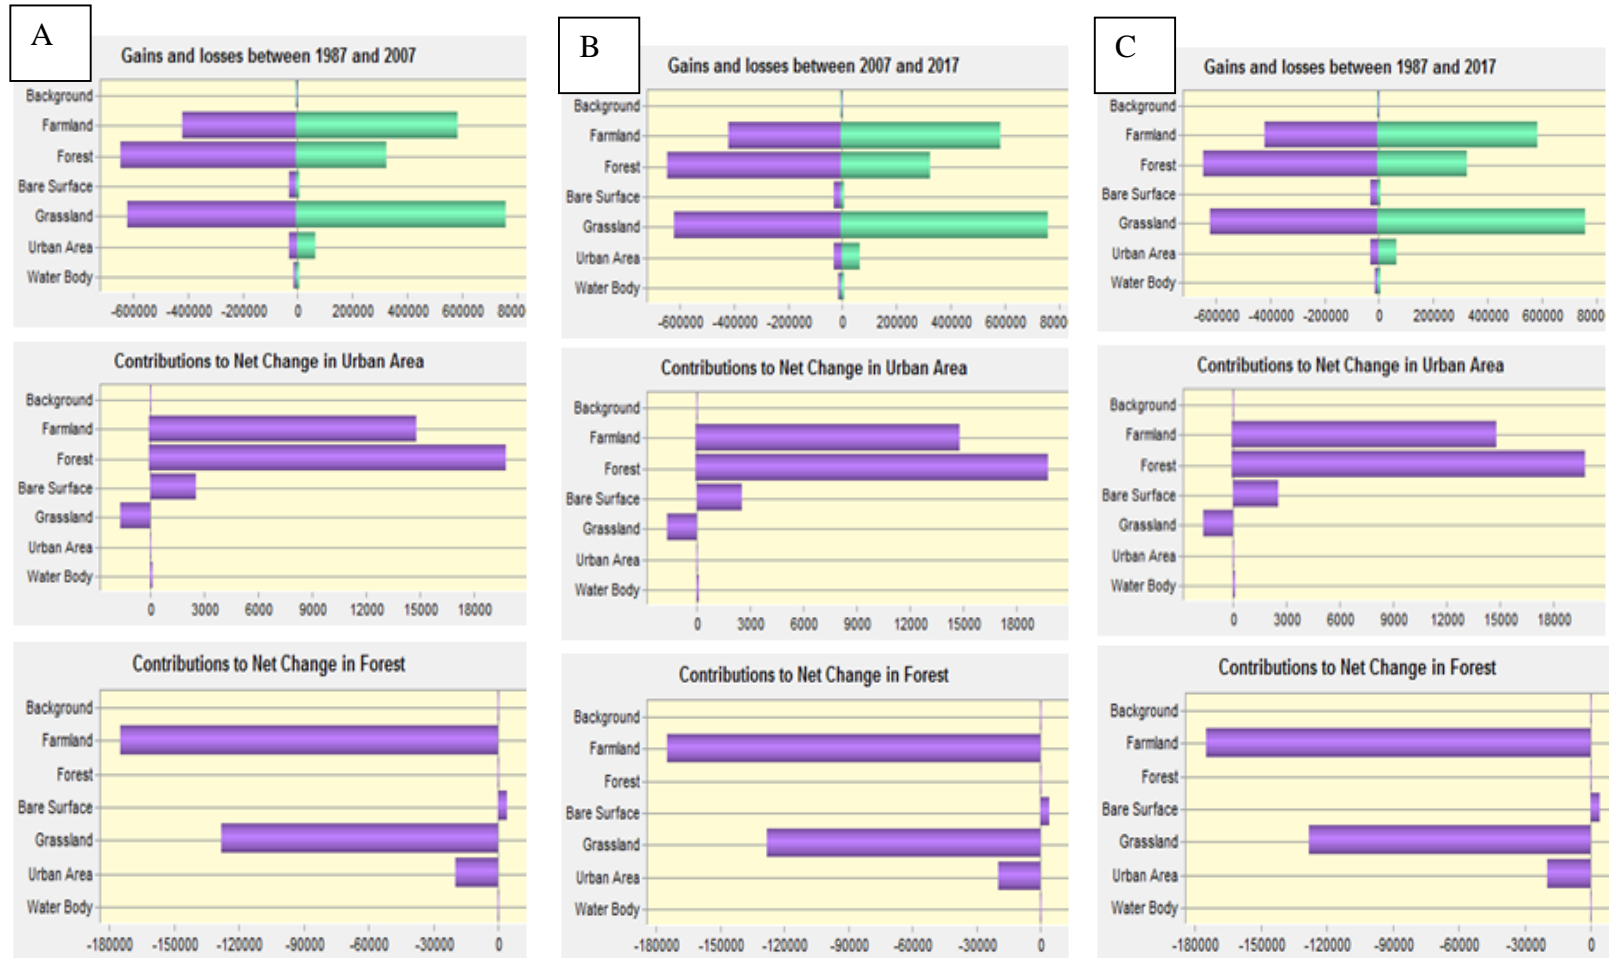 A
Gains and losses between 1987 and 2007
Background
Farmland
Forest
Bare Surface
Grassland
Urban Area
Water Body
-600000 -400000 -200000 0 200000 400000 600000 8000
Contributions to Net Change in Urban Area
Background
Farmland
Forest
Bare Surface
Grassland
Urban Area
Water Body
0 3000 6000 9000 12000 15000 18000
Contributions to Net Change in Forest
Background
Farmland
Forest
Bare Surface
Grassland
Urban Area
Water Body
-180000 -150000 -120000 -90000 -60000 -30000 0
B
Gains and losses between 2007 and 2017
Background
Farmland
Forest
Bare Surface
Grassland
Urban Area
Water Body
-600000 -400000 -200000 0 200000 400000 600000 8000
Contributions to Net Change in Urban Area
Background
Farmland
Forest
Bare Surface
Grassland
Urban Area
Water Body
0 3000 6000 9000 12000 15000 18000
Contributions to Net Change in Forest
Background
Farmland
Forest
Bare Surface
Grassland
Urban Area
Water Body
-180000 -150000 -120000 -90000 -60000 -30000 0
C
Gains and losses between 1987 and 2017
Background
Farmland
Forest
Bare Surface
Grassland
Urban Area
Water Body
-600000 -400000 -200000 0 200000 400000 600000 8000
Contributions to Net Change in Urban Area
Background
Farmland
Forest
Bare Surface
Grassland
Urban Area
Water Body
0 3000 6000 9000 12000 15000 18000
Contributions to Net Change in Forest
Background
Farmland
Forest
Bare Surface
Grassland
Urban Area
Water Body
-180000 -150000 -120000 -90000 -60000 -30000 0